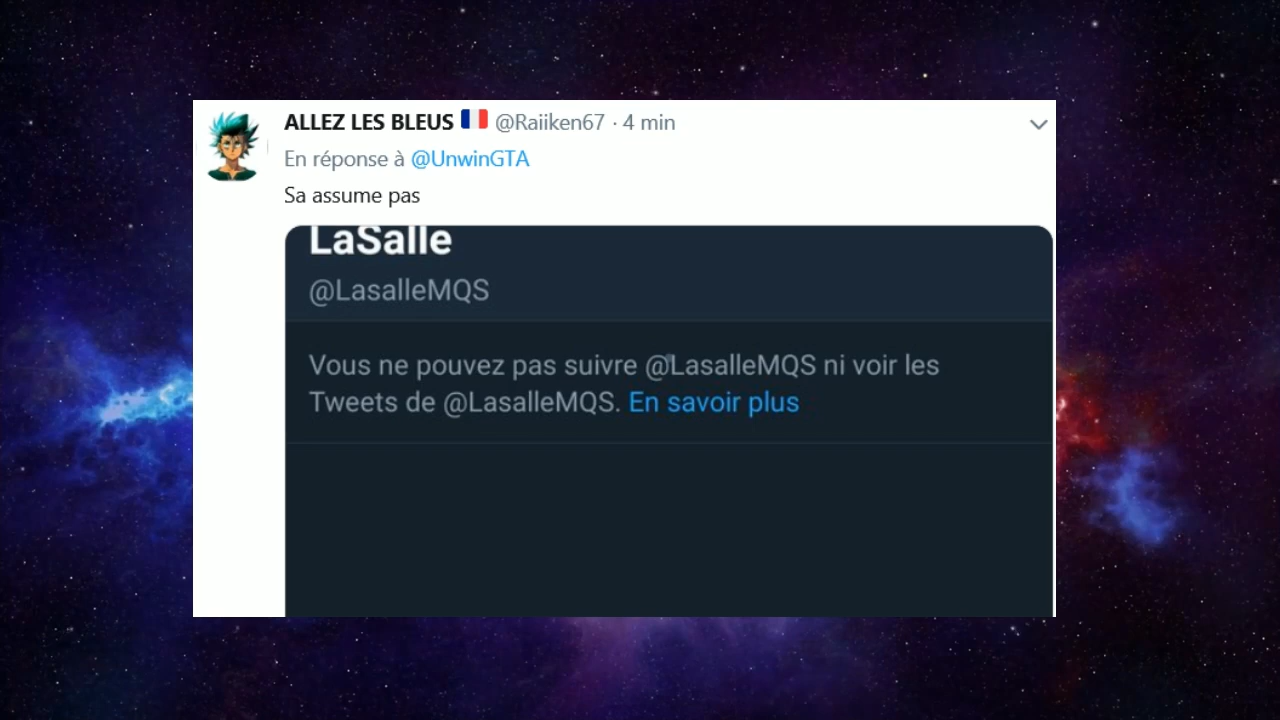 ALLEZ LES BLEUS 🇫🇷 @Raiiken67 · 4 min
En réponse à @UnwinGTA
Sa assume pas
LaSalle
@LasalleMQS
Vous ne pouvez pas suivre @LasalleMQS ni voir les
Tweets de @LasalleMQS. En savoir plus